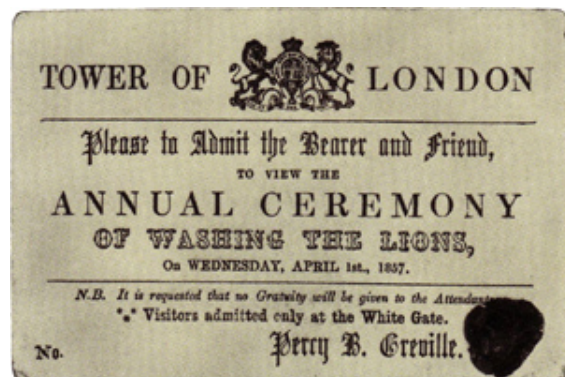 TOWER OF LONDON
Please to Admit the Bearer and Friend,
TO VIEW THE
ANNUAL CEREMONY
OF WASHING THE LIONS,
On WEDNESDAY, APRIL 1st., 1857.
N.B. It is requested that no Gratuity will be given to the
*** Visitors admitted only at the White Gate.
No. Percy B. Greville.